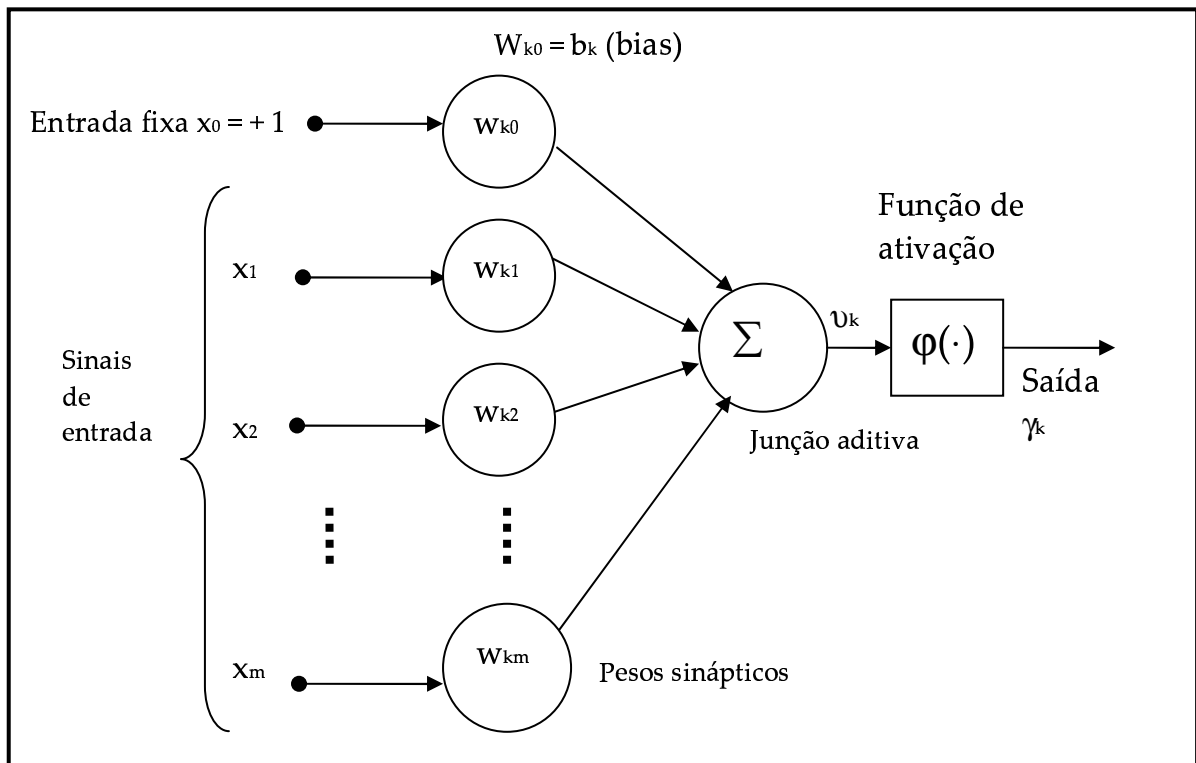 Wk0 = bk (bias)
Entrada fixa x0 = + 1
wk0
Função de
ativação
x1
wk1
Σ
υk
φ(·)
Sinais
de
entrada
x2
wk2
Saída
γk
Junção aditiva
xm
wkm
Pesos sinápticos